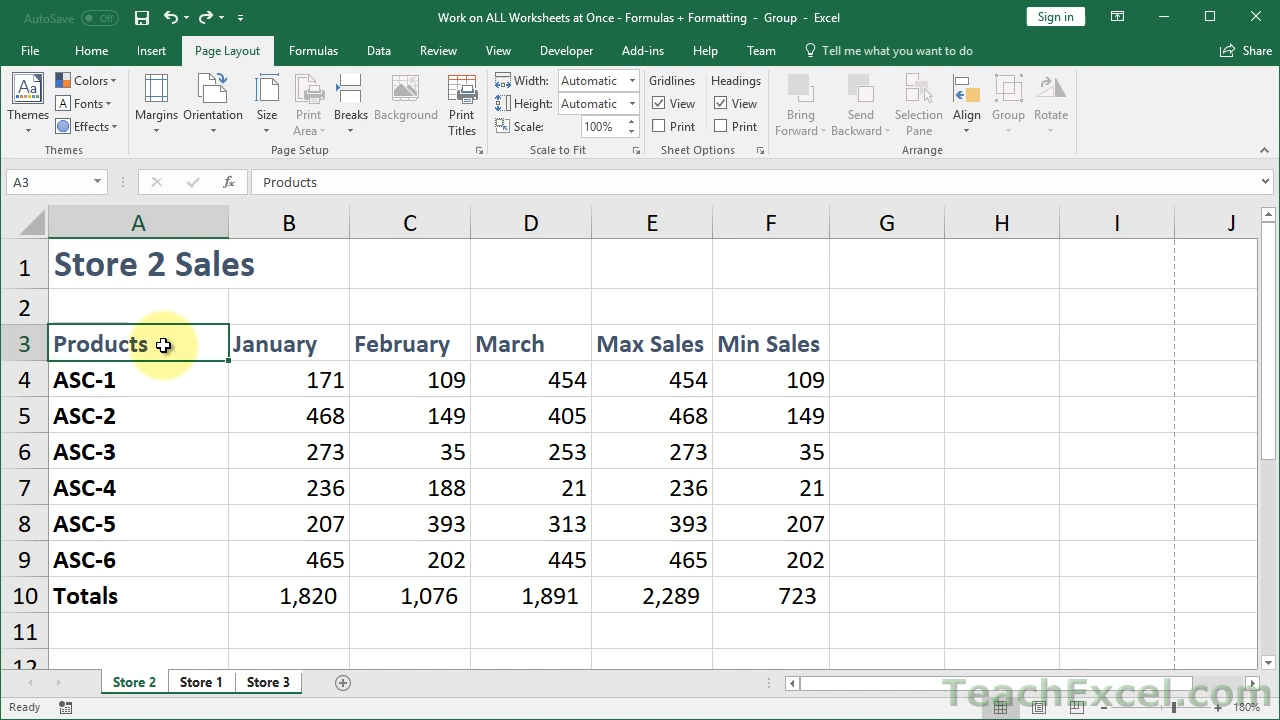 AutoSave Off
Work on ALL Worksheets at Once - Formulas + Formatting - Group - Excel
Sign in
File Home Insert Page Layout Formulas Data Review View Developer Add-ins Help Team Tell me what you want to do Share
Themes
Colors
Fonts
Effects
Themes
Margins Orientation Size Print Area Breaks Background Print Titles
Page Setup
Width: Automatic
Height: Automatic
Scale: 100%
Scale to Fit
Gridlines Headings
View View
Print Print
Sheet Options
Bring Forward Send Backward Selection Pane Align Group Rotate
Arrange
A3 fx Products
A B C D E F G H I J
1 Store 2 Sales
2
3 Products January February March Max Sales Min Sales
4 ASC-1 171 109 454 454 109
5 ASC-2 468 149 405 468 149
6 ASC-3 273 35 253 273 35
7 ASC-4 236 188 21 236 21
8 ASC-5 207 393 313 393 207
9 ASC-6 465 202 445 465 202
10 Totals 1,820 1,076 1,891 2,289 723
11
12
Store 2 Store 1 Store 3
TeachExcel.com
Ready 180%